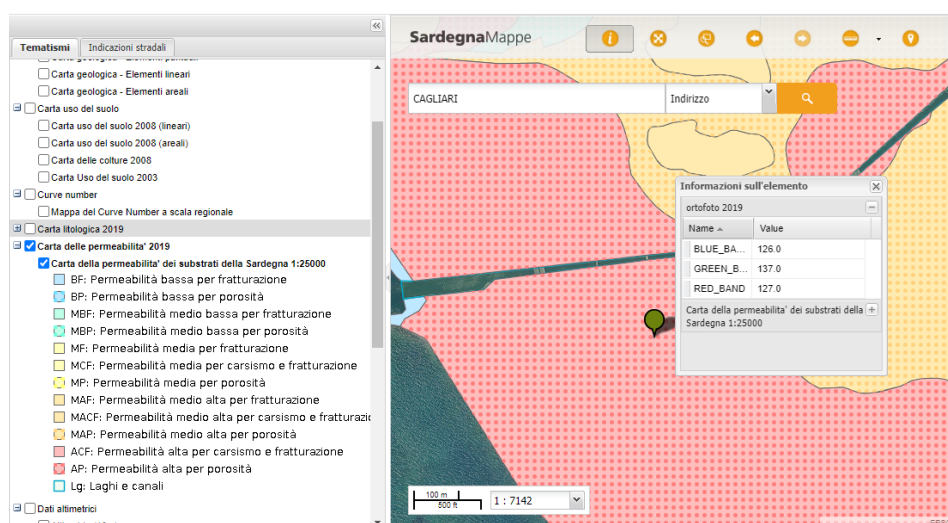 SardegnaMappe
Tematismi
Indicazioni stradali
Carta geologica - Elementi puntuali
Carta geologica - Elementi lineari
Carta geologica - Elementi areali
Carta uso del suolo
Carta uso del suolo 2008 (lineari)
Carta uso del suolo 2008 (areali)
Carta delle colture 2008
Carta Uso del suolo 2003
Curve number
Mappa del Curve Number a scala regionale
Carta litologica 2019
Carta delle permeabilita' 2019
Carta della permeabilita' dei substrati della Sardegna 1:25000
BF: Permeabilità bassa per fratturazione
BP: Permeabilità bassa per porosità
MBF: Permeabilità medio bassa per fratturazione
MBP: Permeabilità medio bassa per porosità
MF: Permeabilità media per fratturazione
MCF: Permeabilità media per carsismo e fratturazione
MP: Permeabilità media per porosità
MAF: Permeabilità medio alta per fratturazione
MACF: Permeabilità medio alta per carsismo e fratturazic
MAP: Permeabilità medio alta per porosità
ACF: Permeabilità alta per carsismo e fratturazione
AP: Permeabilità alta per porosità
Lg: Laghi e canali
Dati altimetrici
CAGLIARI
Indirizzo
Informazioni sull'elemento
ortofoto 2019
Name Value
BLUE_BA... 126.0
GREEN_B... 137.0
RED_BAND 127.0
Carta della permeabilita' dei substrati della
Sardegna 1:25000
100 m
500 ft
1 : 7142